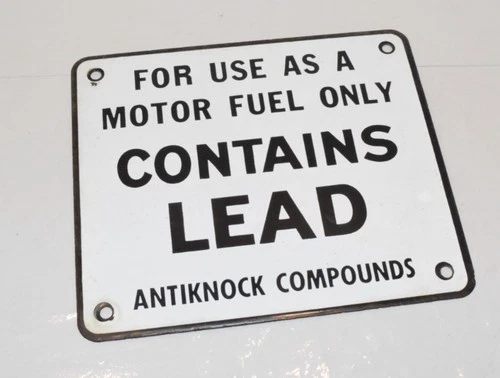 FOR USE AS A
MOTOR FUEL ONLY
CONTAINS
LEAD
ANTIKNOCK COMPOUNDS